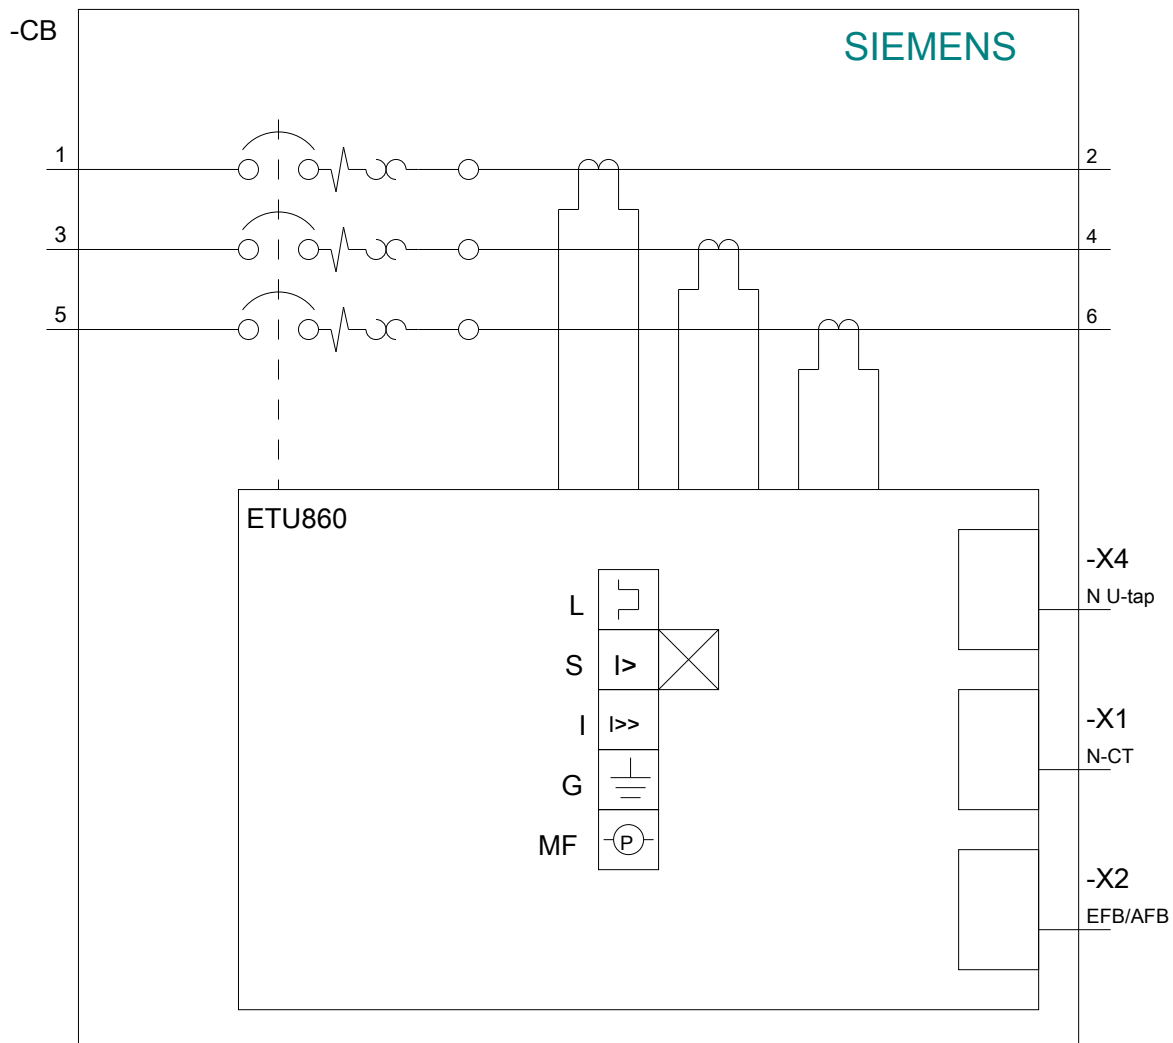 -CB
SIEMENS
1
2
3
4
5
6
ETU860
-X4
N U-tap
L
S
I>
I
I>>
-X1
N-CT
G
MF
P
-X2
EFB/AFB